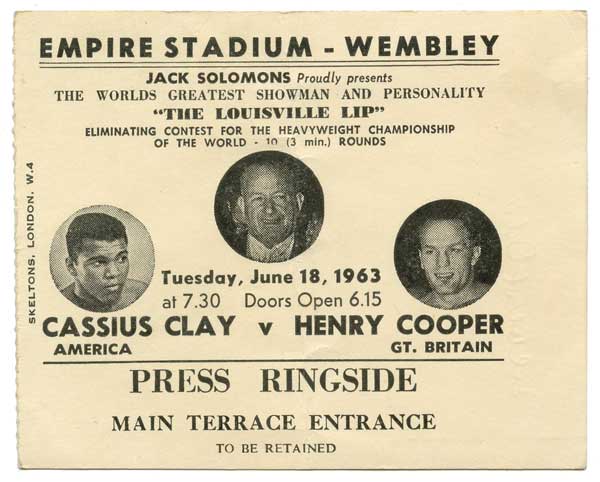 EMPIRE STADIUM - WEMBLEY
JACK SOLOMONS Proudly presents
THE WORLDS GREATEST SHOWMAN AND PERSONALITY
"THE LOUISVILLE LIP"
ELIMINATING CONTEST FOR THE HEAVYWEIGHT CHAMPIONSHIP
OF THE WORLD - 10 (3 min.) ROUNDS
Tuesday, June 18, 1963
at 7.30 Doors Open 6.15
CASSIUS CLAY v HENRY COOPER
AMERICA GT. BRITAIN
PRESS RINGSIDE
MAIN TERRACE ENTRANCE
TO BE RETAINED
SKELTONS, LONDON, W.4